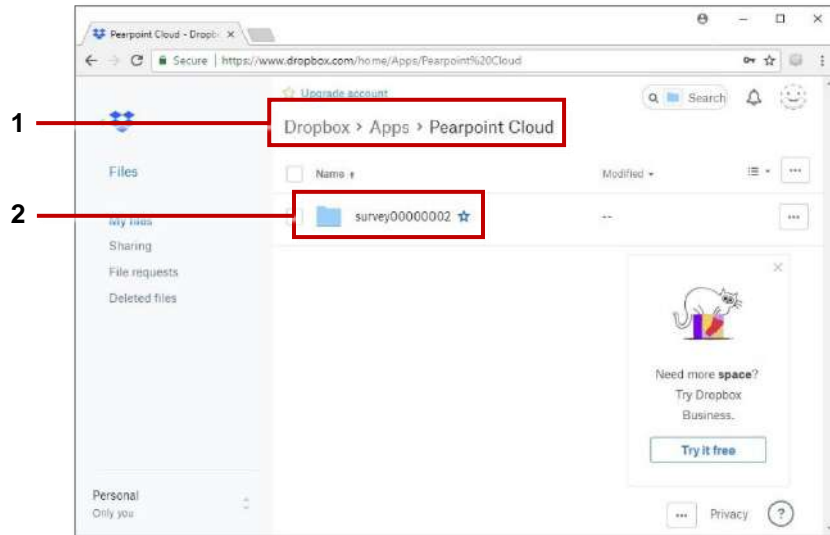 Pearpoint Cloud - Dropb
Secure | https://www.dropbox.com/home/Apps/Pearpoint%20Cloud
Upgrade account
Search
1
Dropbox > Apps > Pearpoint Cloud
Files
Name
Modified
2
survey00000002
--
My files
Sharing
File requests
Deleted files
Need more space?
Try Dropbox
Business.
Try it free
Personal
Only you
Privacy
?